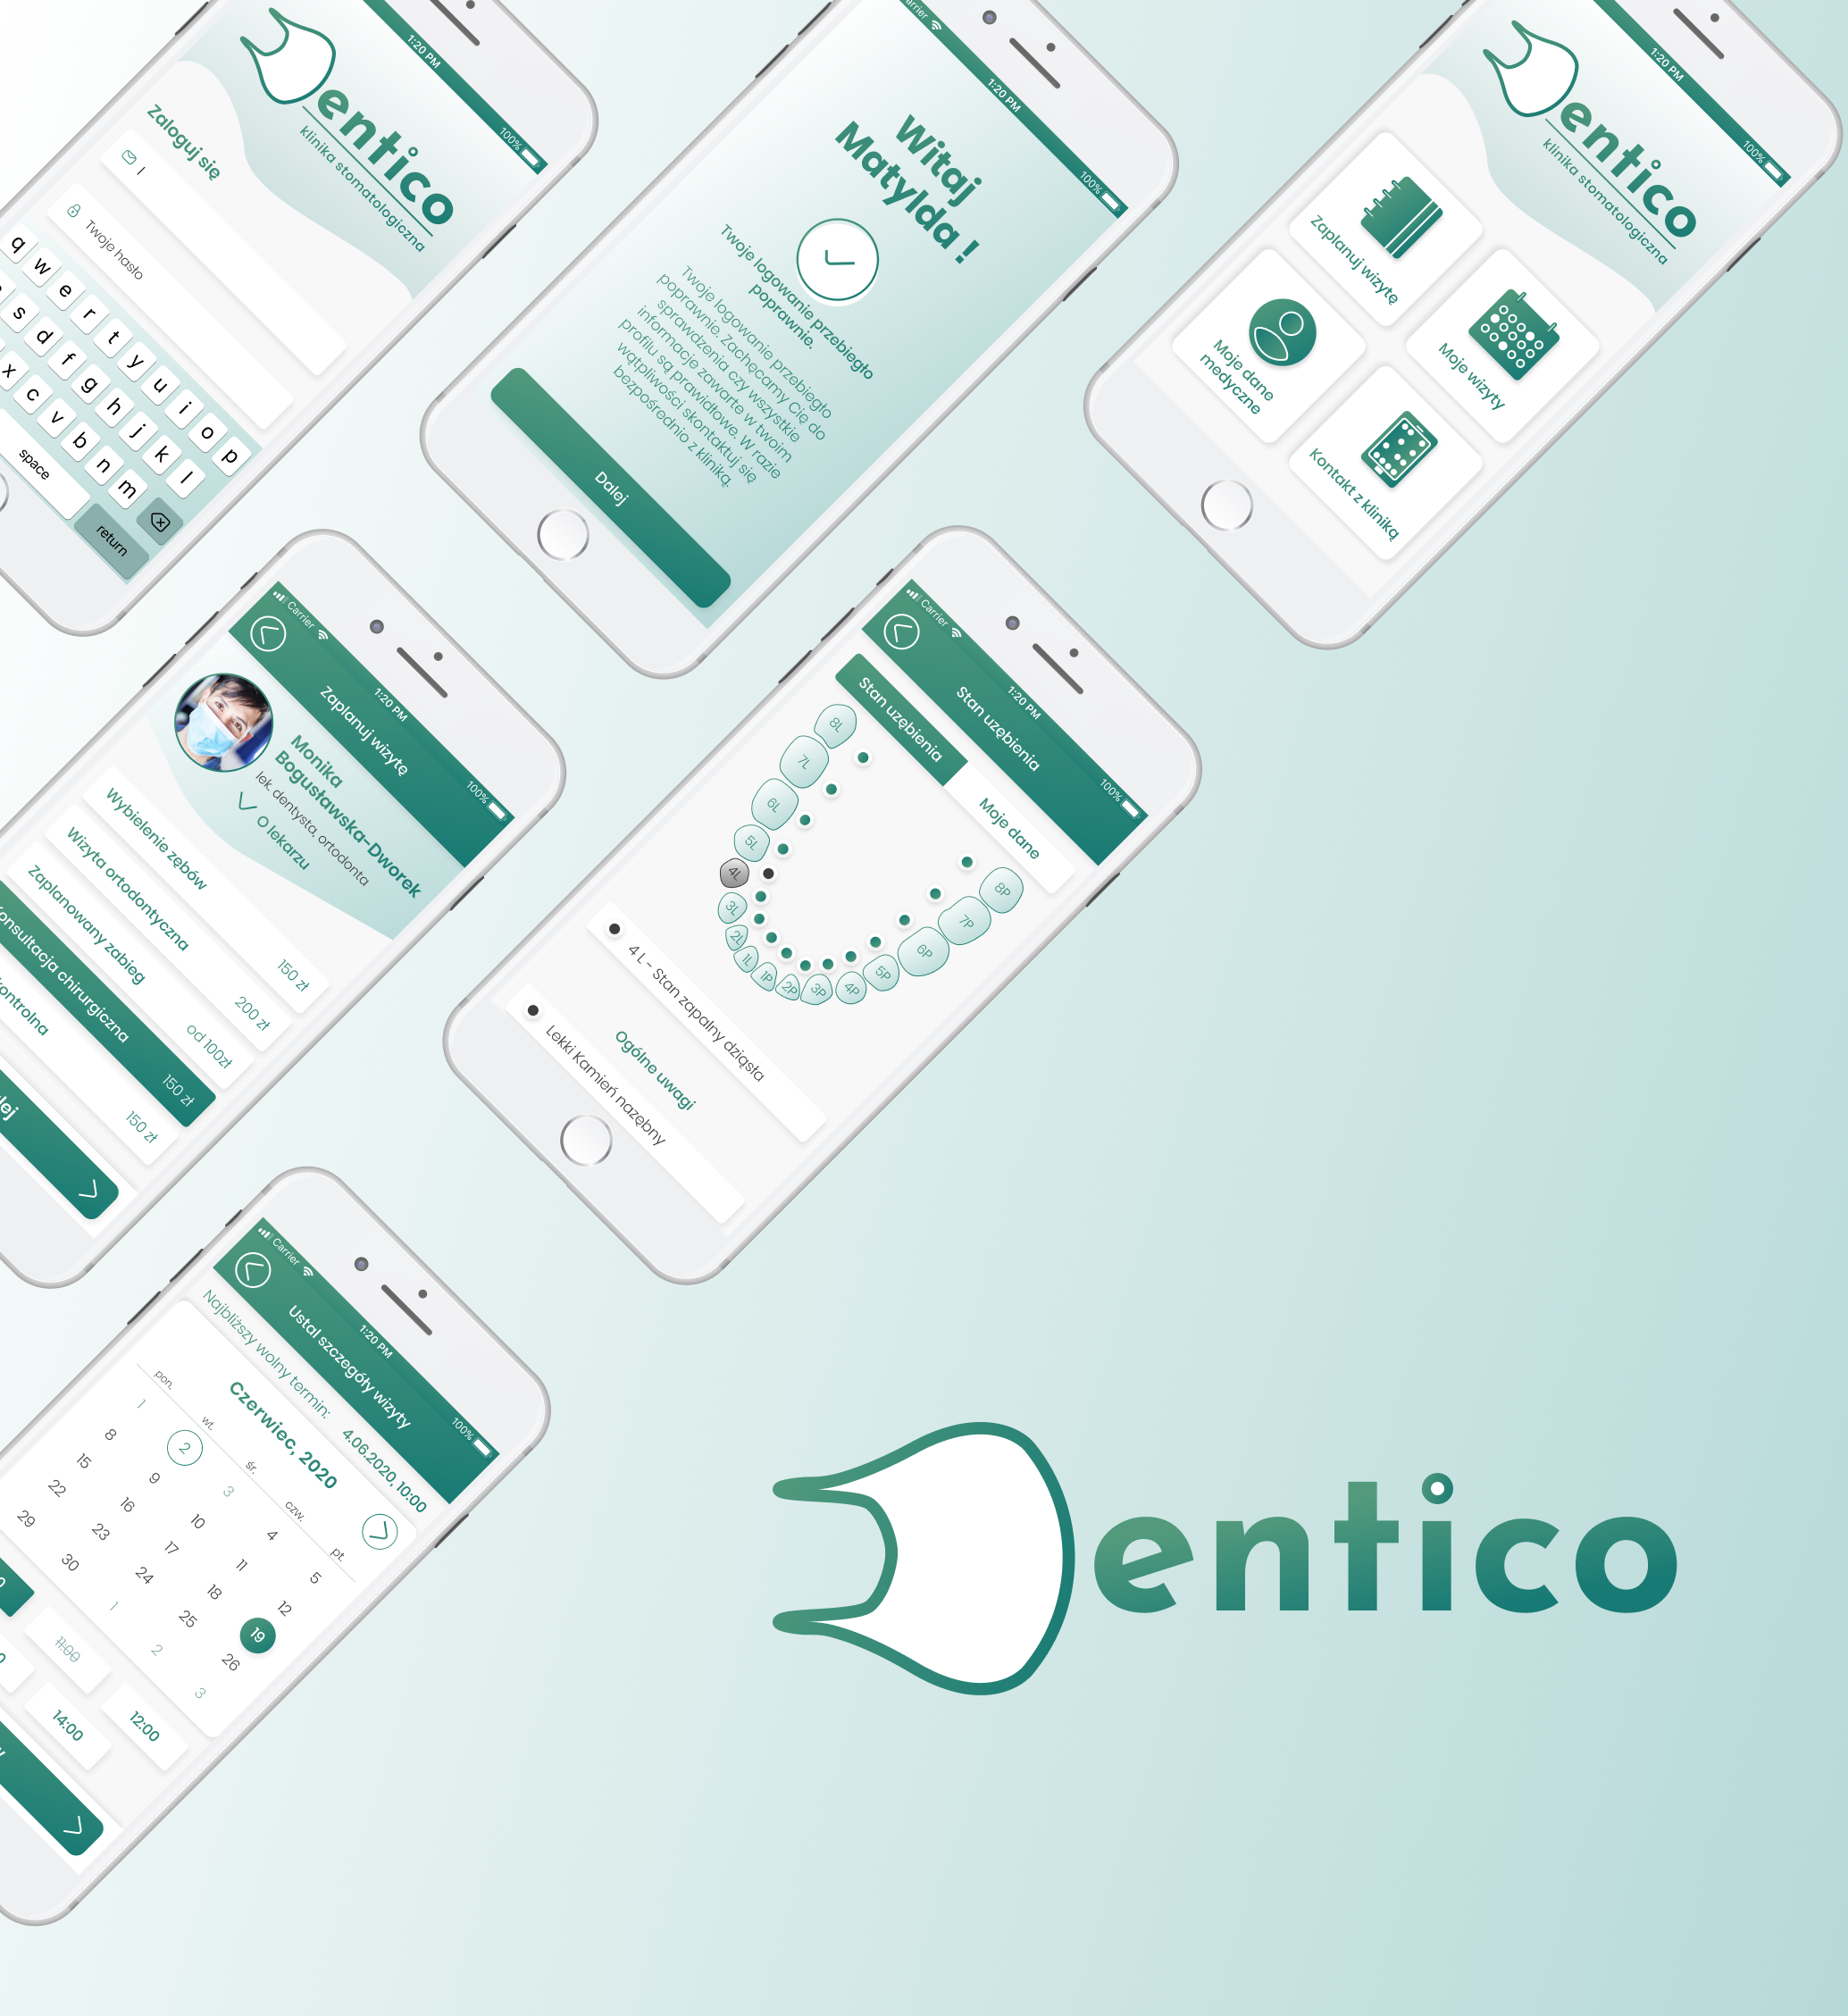 entico
klinika stomatologiczna
Zaloguj się
Twoje hasło
q w e r t y u i o p
s d f g h j k l
x c v b n m
space
return
1:20 PM
100%
1:20 PM
100%
Witaj
Matylda !
Twoje logowanie przebiegło
poprawnie.
Twoje logowanie przebiegło
poprawnie. Zachęcamy Cię do
sprawdzenia czy wszystkie
informacje zawarte w twoim
profilu są prawidłowe. W razie
wątpliwości skontaktuj się
bezpośrednio z kliniką.
Dalej
1:20 PM
100%
entico
klinika stomatologiczna
Zaplanuj wizytę
Moje wizyty
Moje dane
medyczne
Kontakt z kliniką
Carrier
1:20 PM
100%
Zaplanuj wizytę
Monika
Bogusławska-Dworek
lek. dentysta, ortodonta
O lekarzu
Wybielenie zębów 150 zł
Wizyta ortodontyczna 200 zł
Zaplanowany zabieg od 100zł
Konsultacja chirurgiczna 150 zł
kontrolna 150 zł
Carrier
1:20 PM
100%
Stan uzębienia
Stan uzębienia
Moje dane
8L
7L
6L
5L
4L
3L
2L
1L
1P
2P
3P
4P
5P
6P
7P
8P
4 L - Stan zapalny dziąsła
Ogólne uwagi
Lekki Kamień nazębny
Carrier
1:20 PM
100%
Ustal szczegóły wizyty
Najbliższy wolny termin: 4.06.2020, 10:00
Czerwiec, 2020
pon. wt. śr. czw. pt.
1 2 3 4 5
8 9 10 11 12
15 16 17 18 19
22 23 24 25 26
29 30 1 2 3
11:00
14:00 12:00
entico